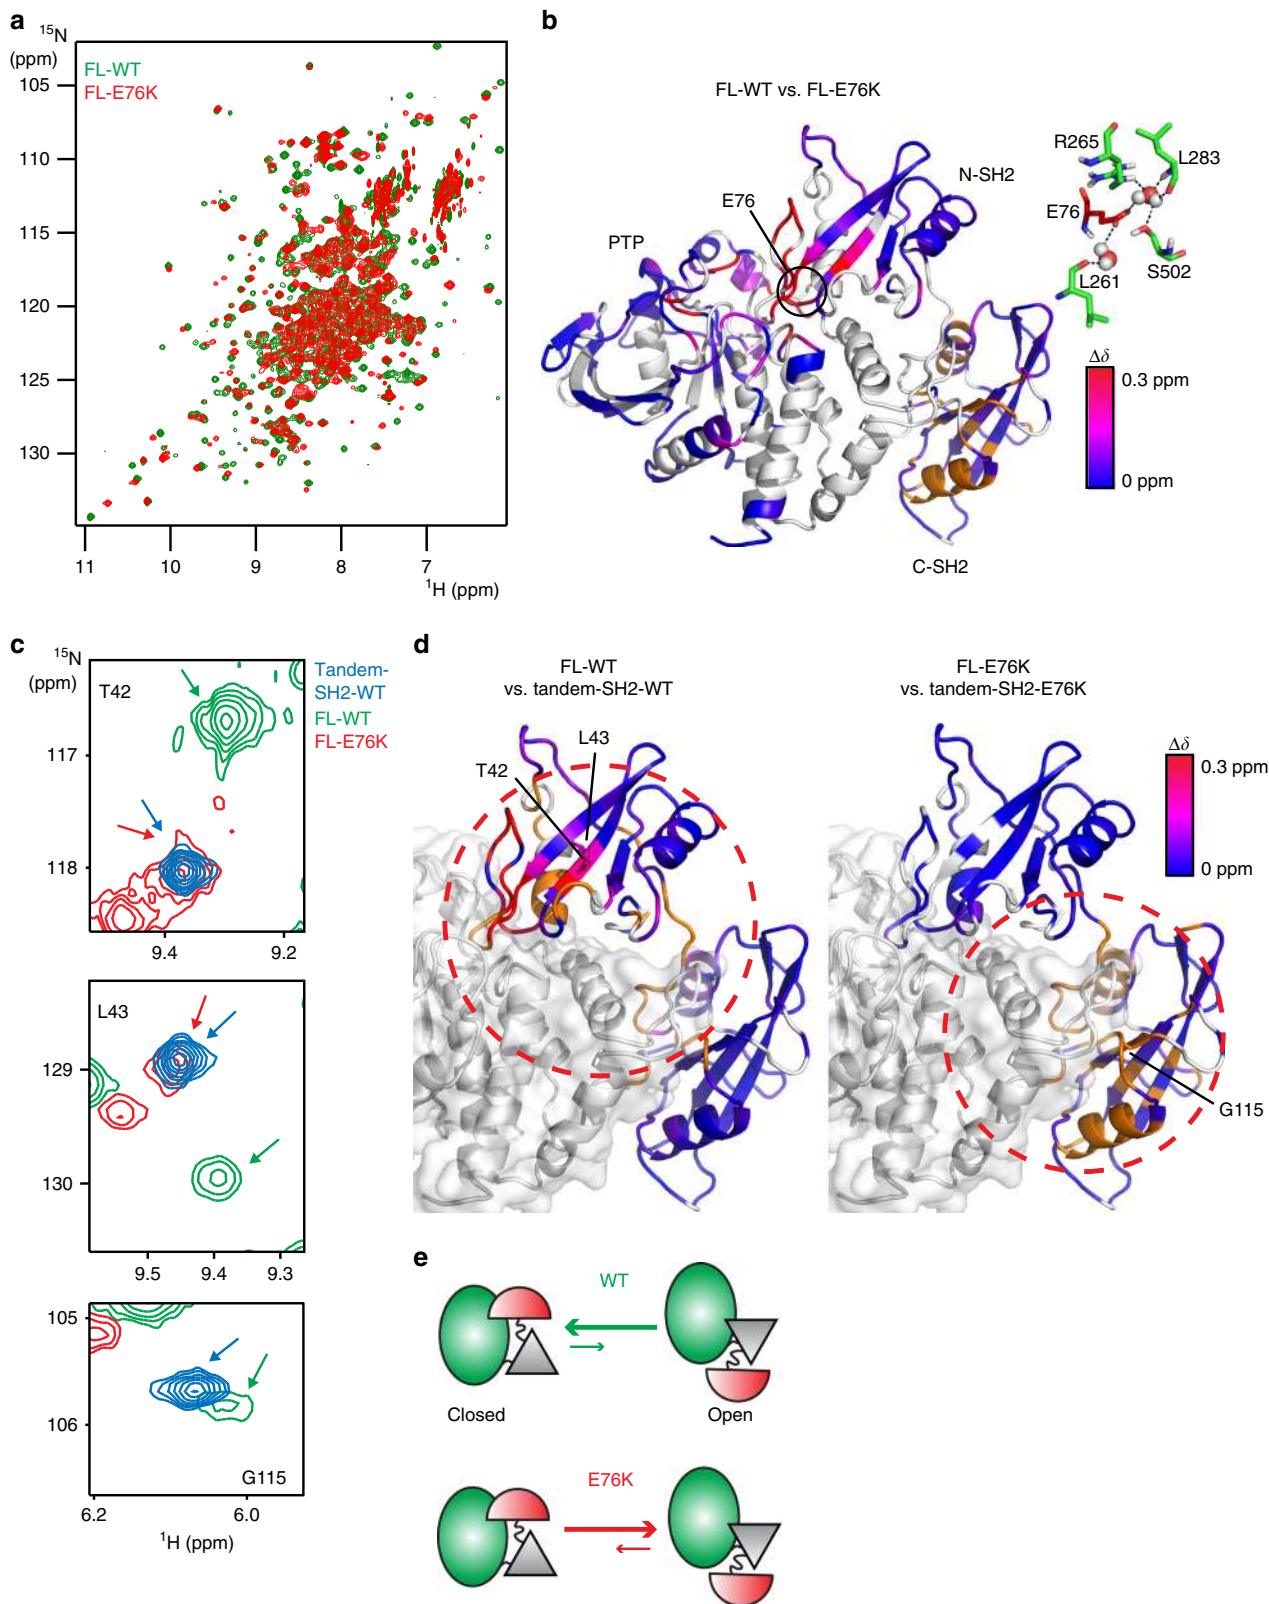 a
15N
(ppm)
FL-WT
FL-E76K
105
110
115
120
125
130
11
10
9
8
7
1H (ppm)
b
FL-WT vs. FL-E76K
N-SH2
E76
PTP
C-SH2
R265
L283
E76
L261
S502
Δδ
0.3 ppm
0 ppm
c
15N
(ppm)
T42
Tandem-
SH2-WT
FL-WT
FL-E76K
117
118
9.4
9.2
L43
129
130
9.5
9.4
9.3
105
106
G115
6.2
6.0
1H (ppm)
d
FL-WT
vs. tandem-SH2-WT
L43
T42
FL-E76K
vs. tandem-SH2-E76K
Δδ
0.3 ppm
0 ppm
G115
e
WT
Closed
Open
E76K